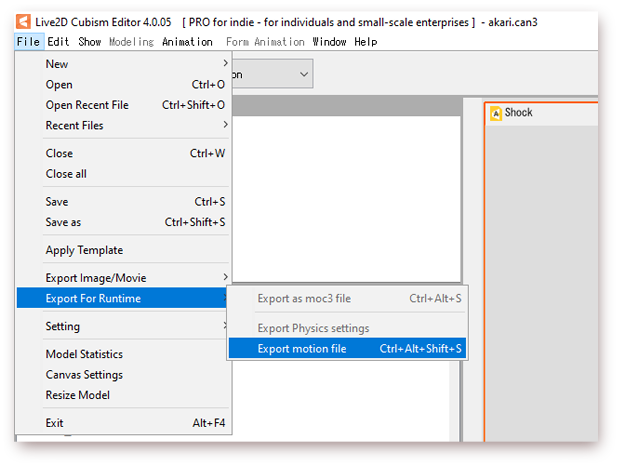 Live2D Cubism Editor 4.0.05 [ PRO for indie - for individuals and small-scale enterprises ] - akari.can3
File Edit Show Modeling Animation Form Animation Window Help
New
on
Open Ctrl+O
Open Recent File Ctrl+Shift+O
Recent Files
A Shock
Close Ctrl+W
Close all
Save Ctrl+S
Save as Ctrl+Shift+S
Apply Template
Export Image/Movie
Export For Runtime
Export as moc3 file Ctrl+Alt+S
Setting
Export Physics settings
Export motion file Ctrl+Alt+Shift+S
Model Statistics
Canvas Settings
Resize Model
Exit Alt+F4